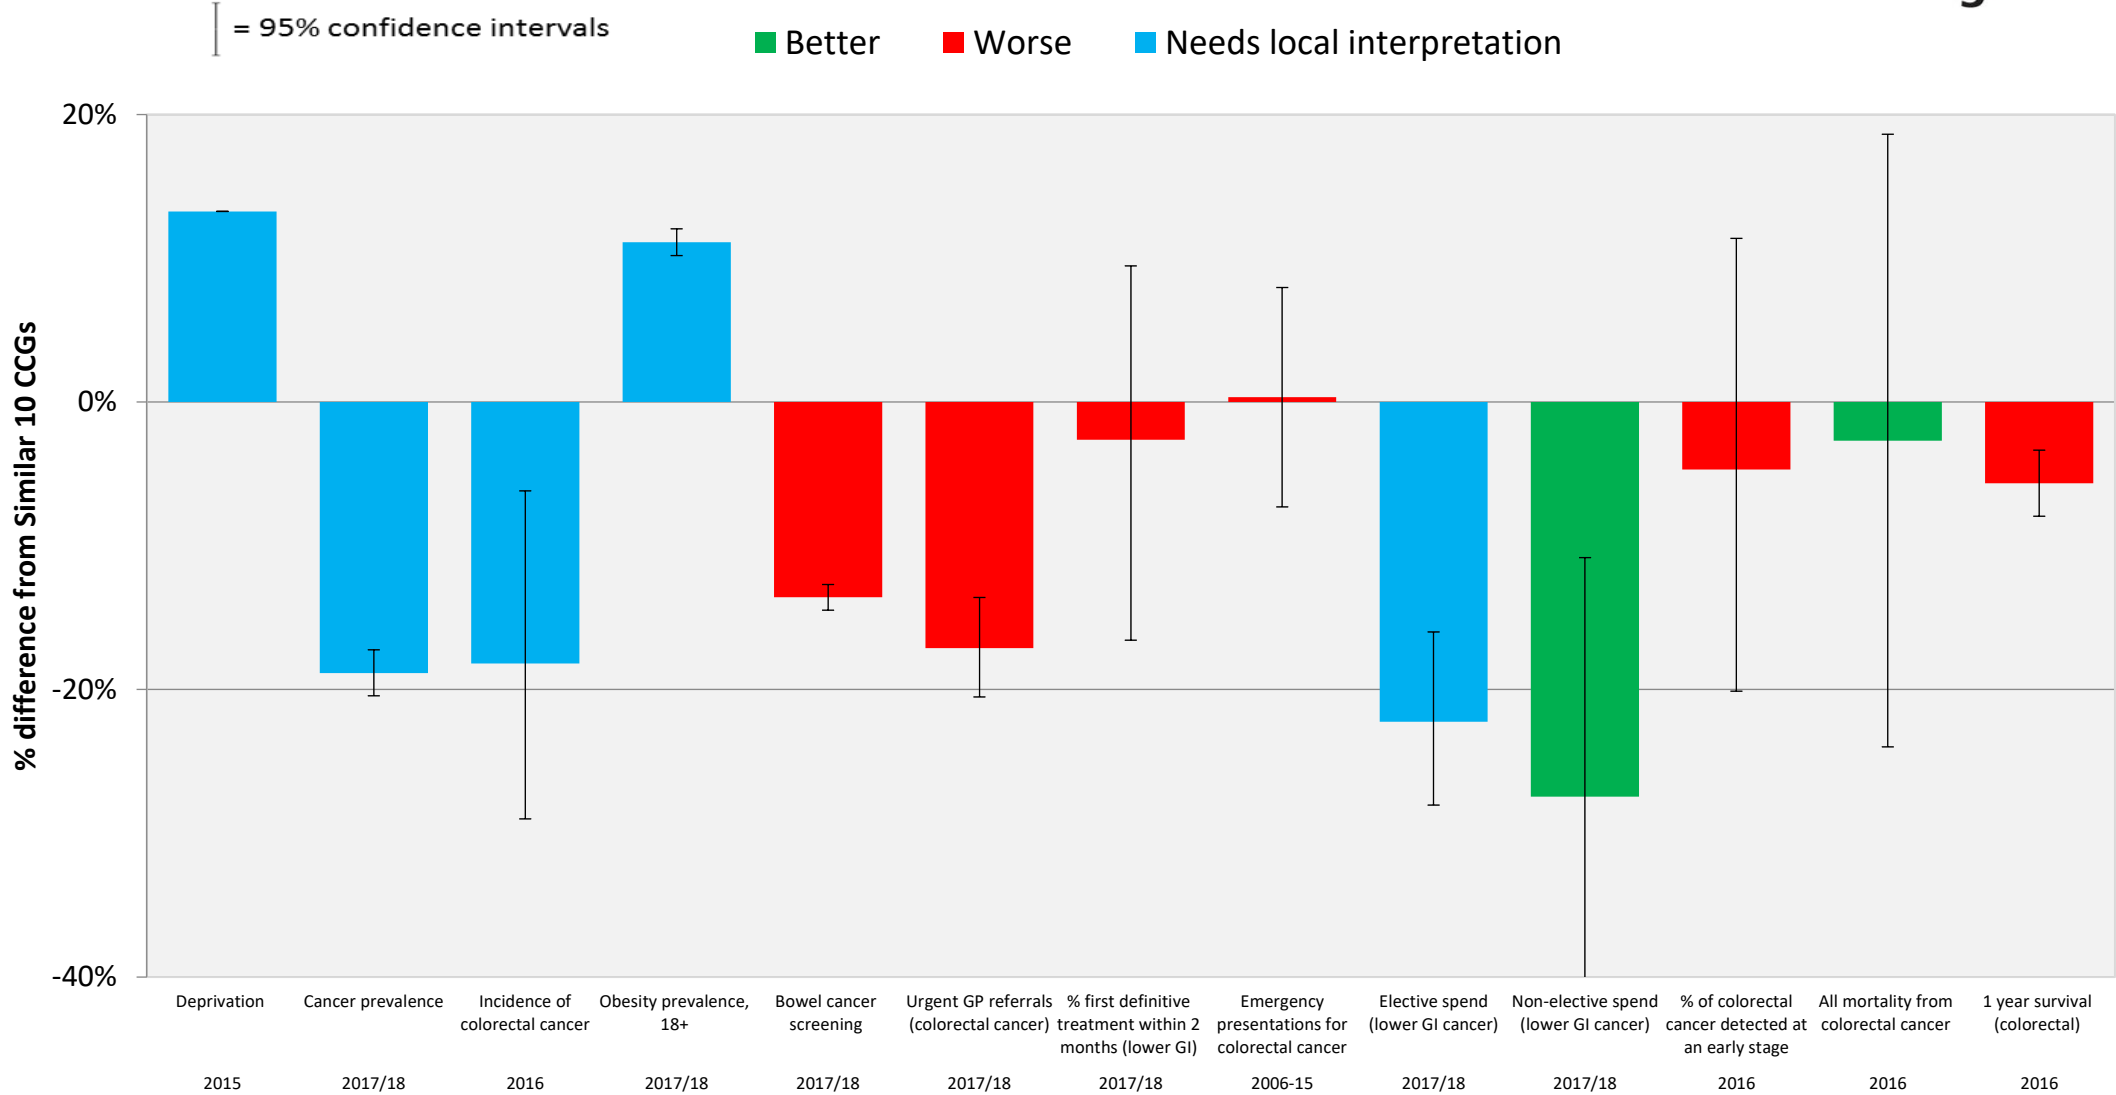 = 95% confidence intervals
Better
Worse
Needs local interpretation
% difference from Similar 10 CCGs
20%
0%
-20%
-40%
Deprivation
2015
Cancer prevalence
2017/18
Incidence of
colorectal cancer
2016
Obesity prevalence,
18+
2017/18
Bowel cancer
screening
2017/18
Urgent GP referrals
(colorectal cancer)
2017/18
% first definitive
treatment within 2
months (lower GI)
2017/18
Emergency
presentations for
colorectal cancer
2006-15
Elective spend
(lower GI cancer)
2017/18
Non-elective spend
(lower GI cancer)
2017/18
% of colorectal
cancer detected at
an early stage
2016
All mortality from
colorectal cancer
2016
1 year survival
(colorectal)
2016